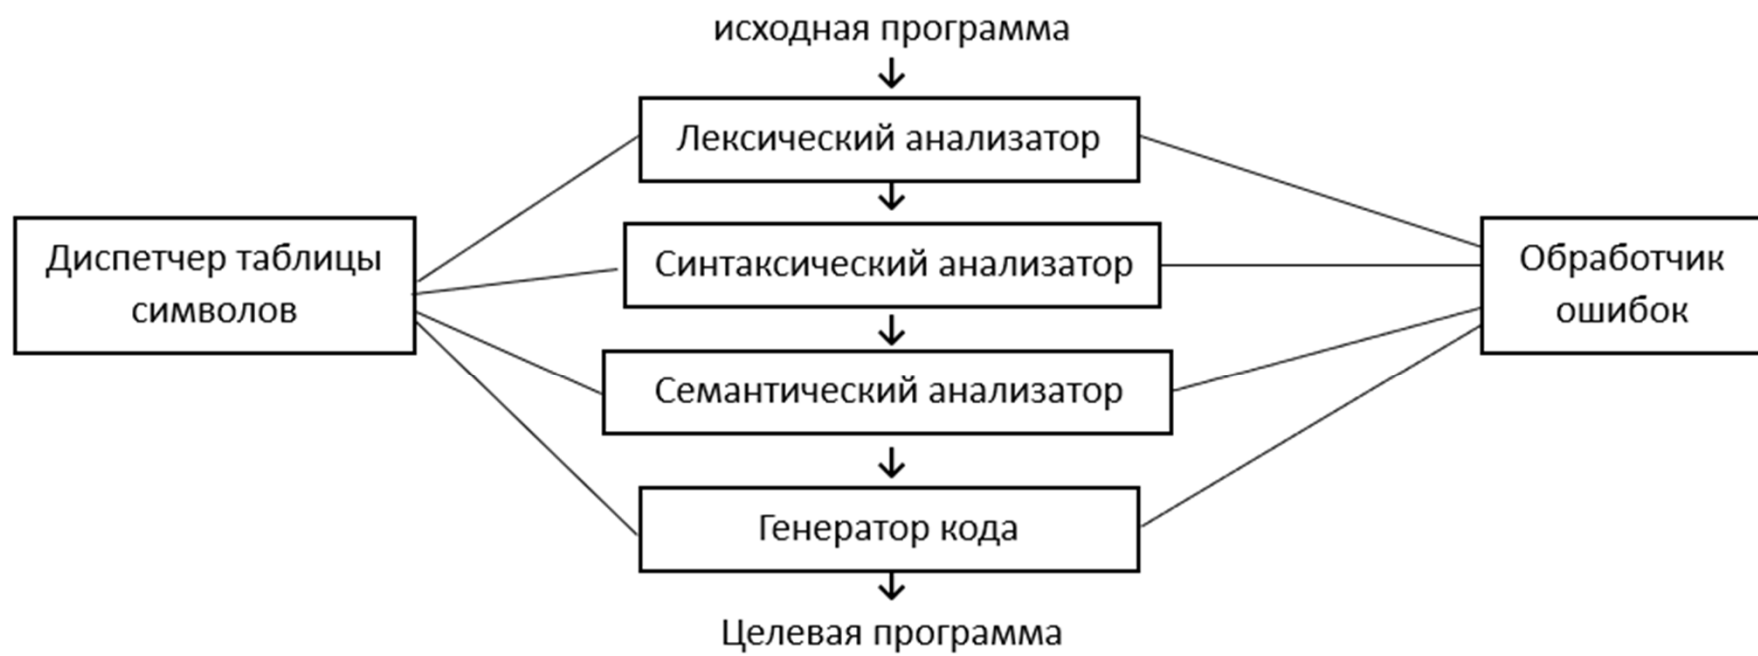 исходная программа
Лексический анализатор
Диспетчер таблицы
символов
Синтаксический анализатор
Обработчик
ошибок
Семантический анализатор
Генератор кода
Целевая программа